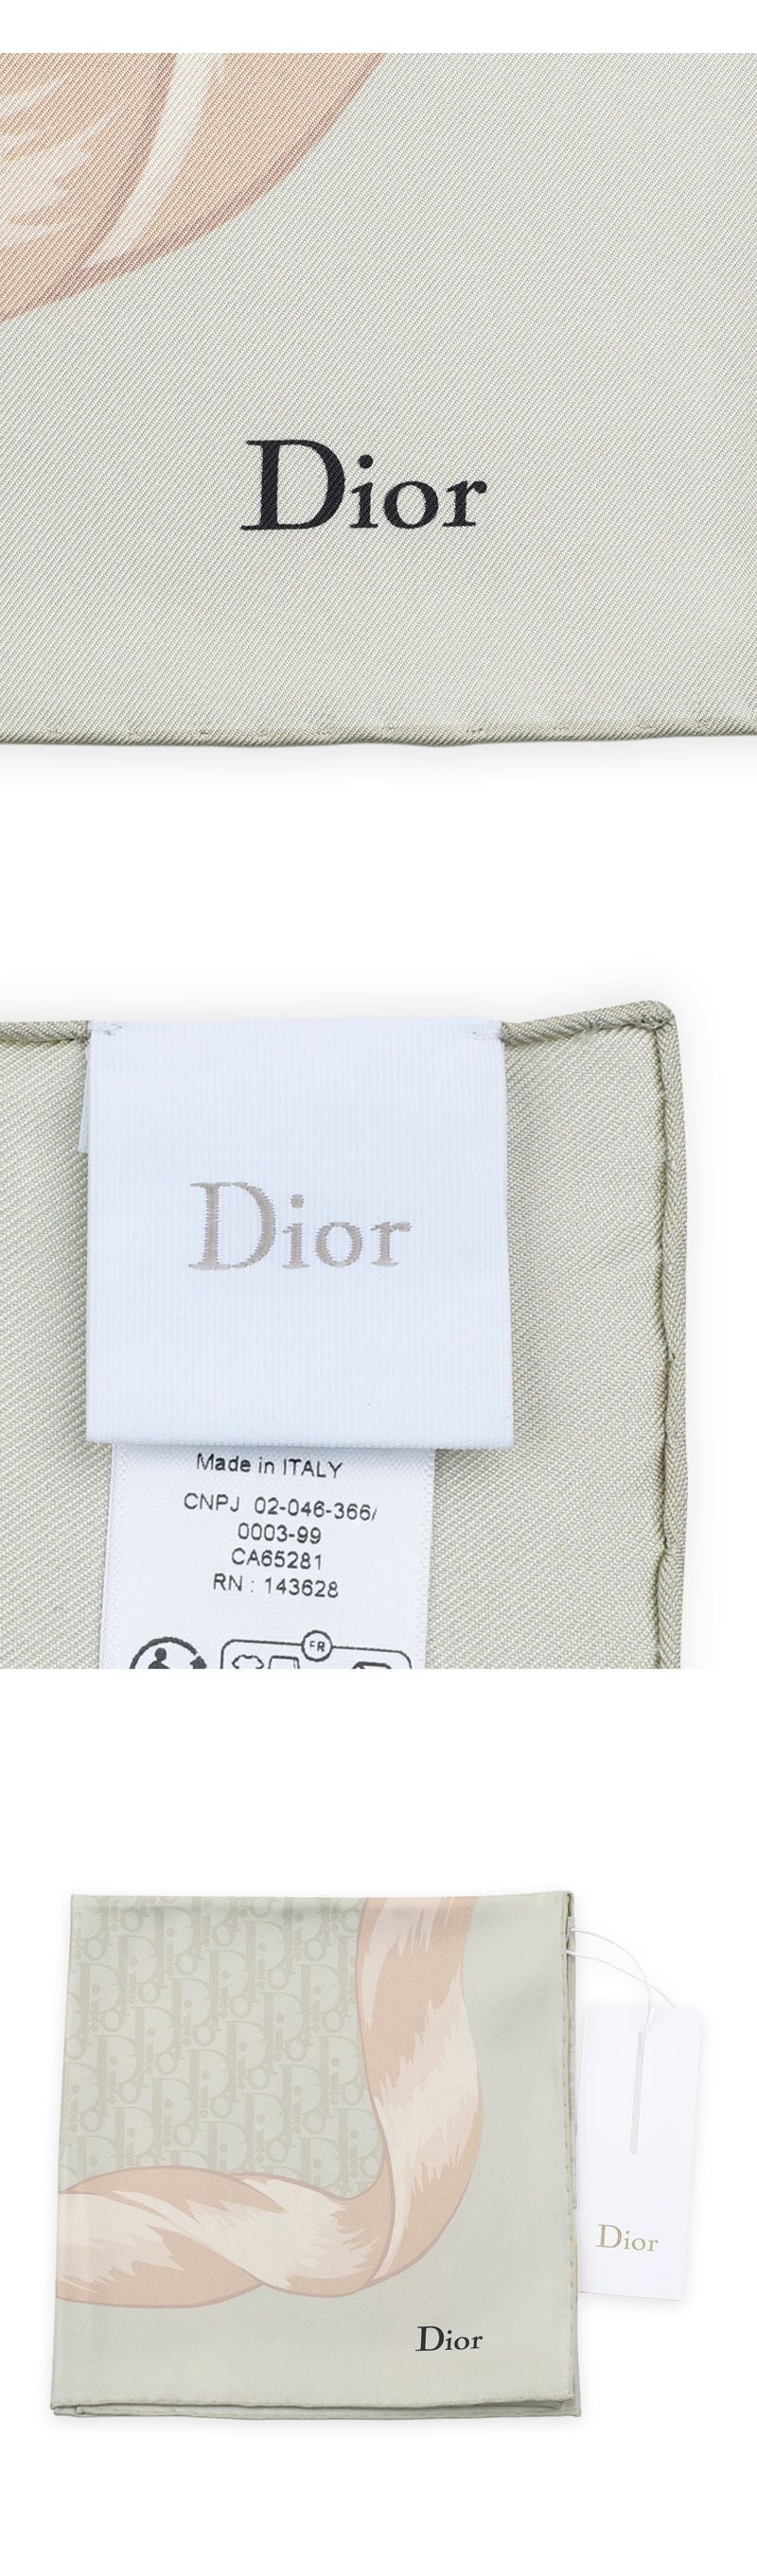 Dior
Dior
Made in ITALY
CNPJ 02-046-366/
0003-99
CA65281
RN : 143628
FR
Dior
Dior